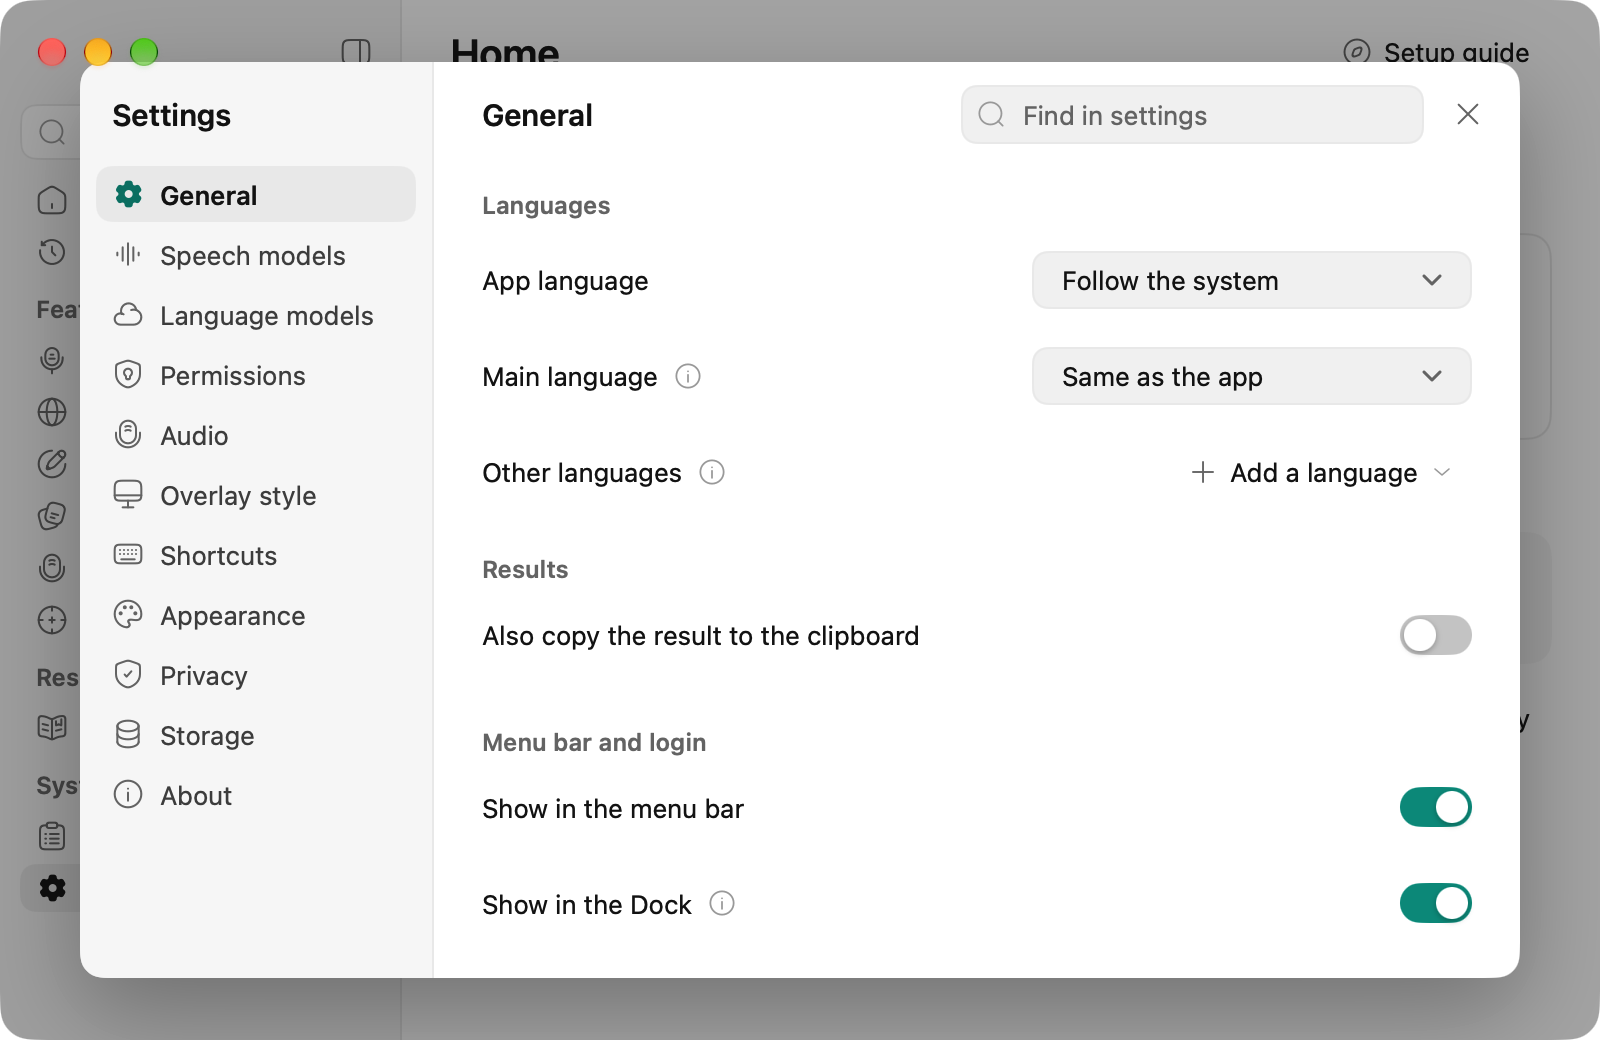 Home
Setup guide
Settings
General
Speech models
Language models
Permissions
Audio
Overlay style
Shortcuts
Appearance
Privacy
Storage
About
General
Find in settings
Languages
App language
Follow the system
Main language
Same as the app
Other languages
Add a language
Results
Also copy the result to the clipboard
Menu bar and login
Show in the menu bar
Show in the Dock